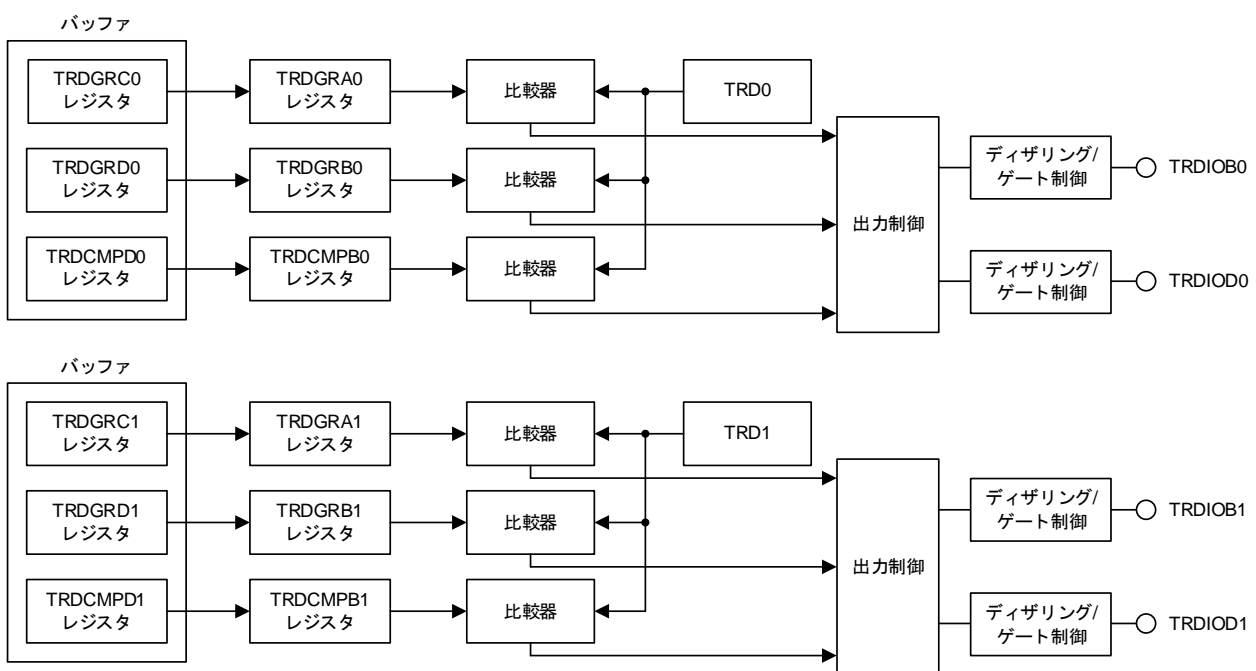 バッファ
TRDGRC0
レジスタ
TRDGRA0
レジスタ
比較器
TRD0
TRDGRD0
レジスタ
TRDGRB0
レジスタ
比較器
TRDCMPD0
レジスタ
TRDCMPB0
レジスタ
比較器
出力制御
ディザリング/
ゲート制御
TRDIOB0
ディザリング/
ゲート制御
TRDIOD0
バッファ
TRDGRC1
レジスタ
TRDGRA1
レジスタ
比較器
TRD1
TRDGRD1
レジスタ
TRDGRB1
レジスタ
比較器
TRDCMPD1
レジスタ
TRDCMPB1
レジスタ
比較器
出力制御
ディザリング/
ゲート制御
TRDIOB1
ディザリング/
ゲート制御
TRDIOD1